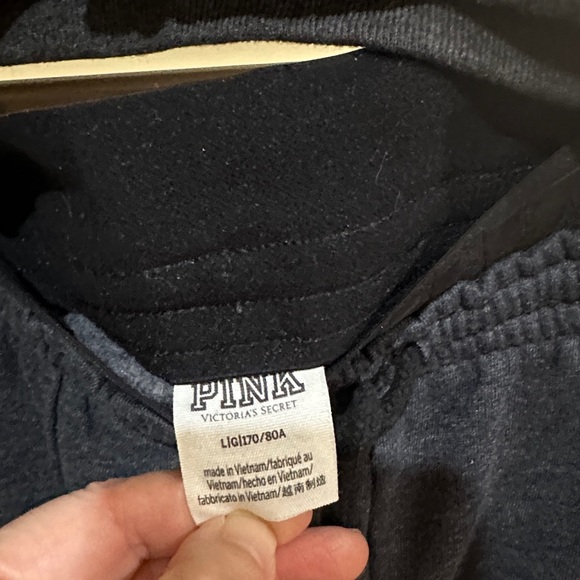 PINK
VICTORIA'S SECRET
L|G|170/80A
made in Vietnam/fabriqué au
Vietnam/hecho en Vietnam/
fabbricato in Vietnam/越南制造